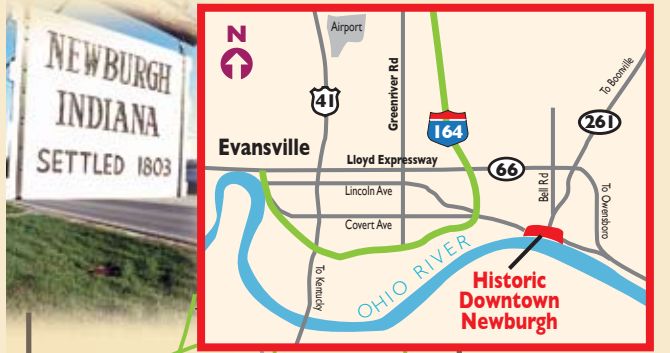 NEWBURGH
INDIANA
SETTLED 1803
N
Airport
41
Greenriver Rd
164
To Boonville
261
Evansville
Lloyd Expressway
66
Lincoln Ave
Bell Rd
To Owensboro
Covert Ave
To Kentucky
OHIO RIVER
Historic
Downtown
Newburgh